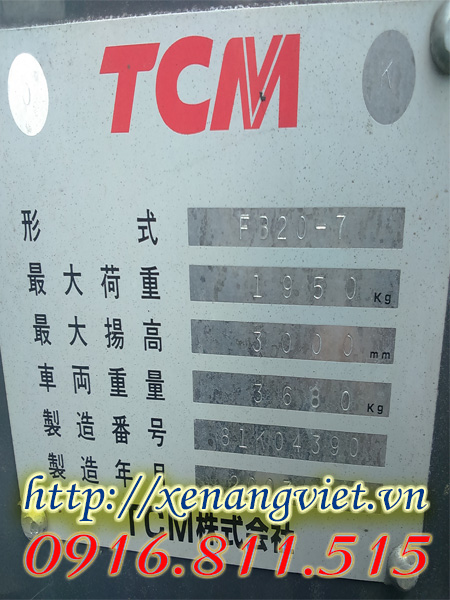 TCM
形 式 FB20-7
最大荷重 1950 Kg
最大揚高 3000 mm
車両重量 3680 Kg
製造番号 81K04390
製造年月
http://xenangviet.vn
TCM株式会社
0916.811.515